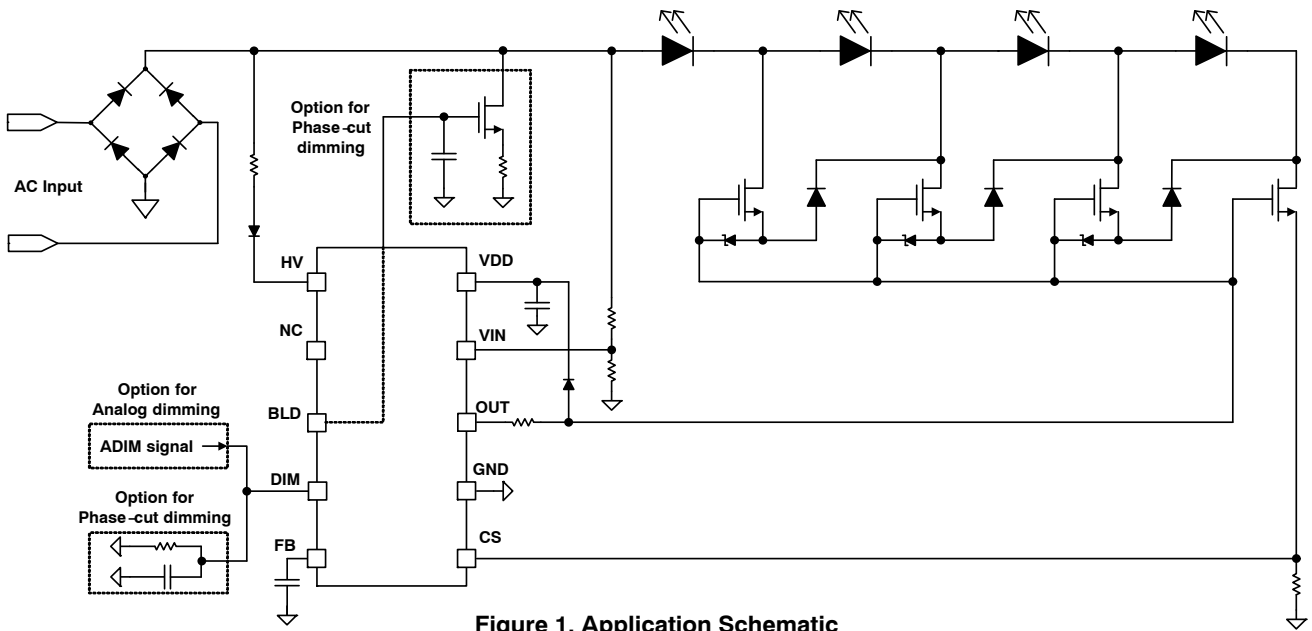 Option for
Phase-cut
dimming
AC Input
HV
VDD
NC
VIN
Option for
Analog dimming
ADIM signal
BLD
OUT
DIM
GND
Option for
Phase-cut dimming
FB
CS
Figure 1. Application Schematic